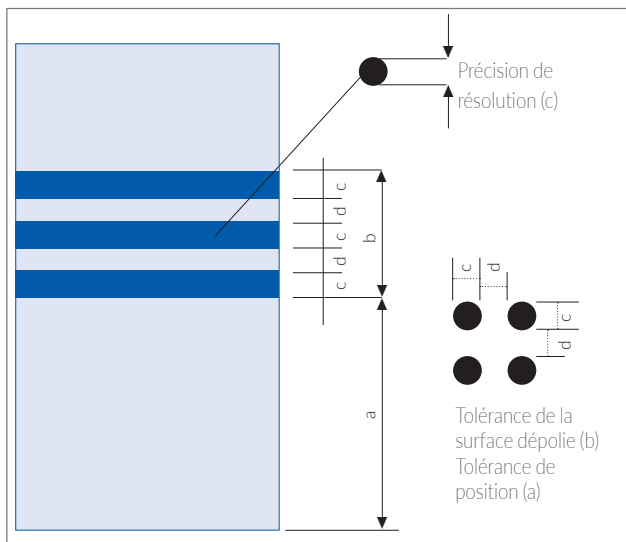 Précision de
résolution (c)
c
d
c
d
c
b
a
c
d
c
d
Tolérance de la
surface dépolie (b)
Tolérance de
position (a)